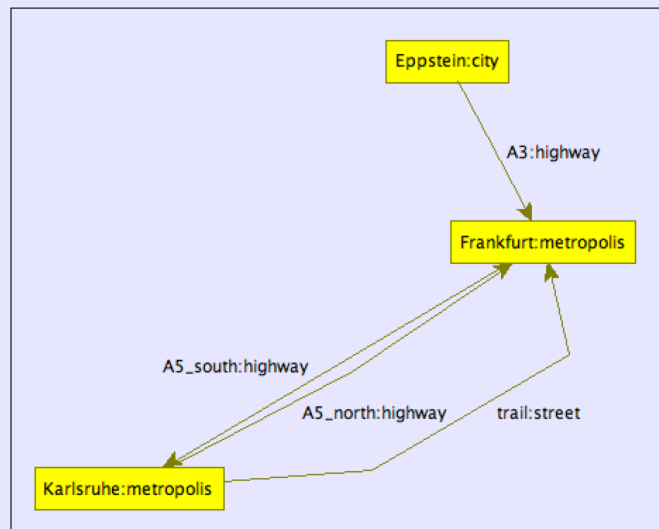 Eppstein:city
A3:highway
Frankfurt:metropolis
A5_south:highway
A5_north:highway
trail:street
Karlsruhe:metropolis